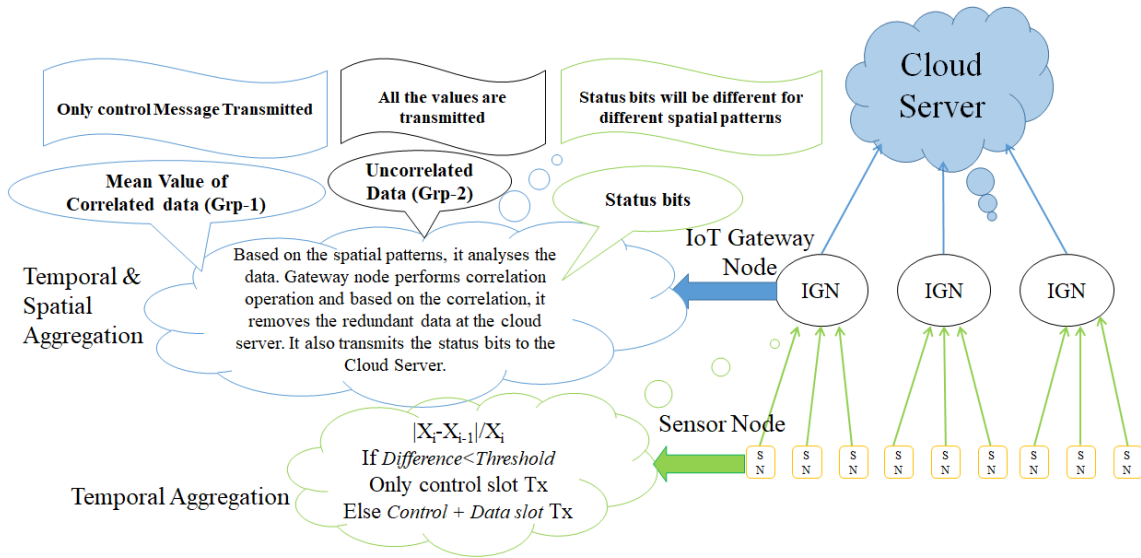 Cloud
Server
Only control Message Transmitted
All the values are
transmitted
Status bits will be different for
different spatial patterns
Mean Value of
Correlated data (Grp-1)
Uncorrelated
Data (Grp-2)
Status bits
Temporal &
Spatial
Aggregation
Based on the spatial patterns, it analyses the
data. Gateway node performs correlation
operation and based on the correlation, it
removes the redundant data at the cloud
server. It also transmits the status bits to the
Cloud Server.
IoT Gateway
Node
IGN
IGN
IGN
Temporal Aggregation
|Xi-Xi-1|/Xi
If Difference<Threshold
Only control slot Tx
Else Control + Data slot Tx
Sensor Node
S
N
S
N
S
N
S
N
S
N
S
N
S
N
S
N
S
N